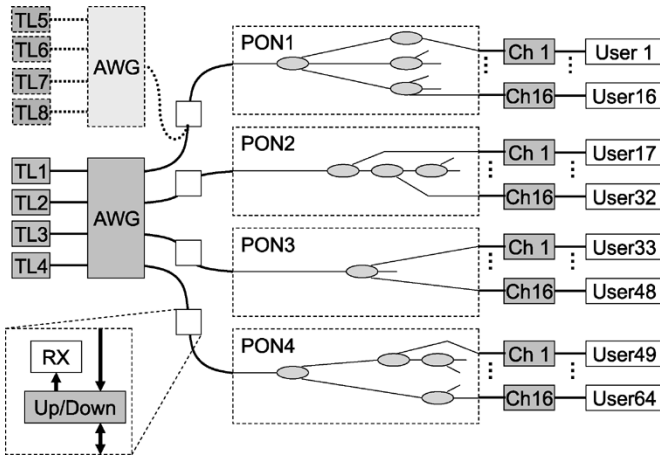 TL5
TL6
TL7
TL8
AWG
TL1
TL2
TL3
TL4
AWG
RX
Up/Down
PON1
Ch 1
User 1
Ch16
User16
PON2
Ch 1
User17
Ch16
User32
PON3
Ch 1
User33
Ch16
User48
PON4
Ch 1
User49
Ch16
User64